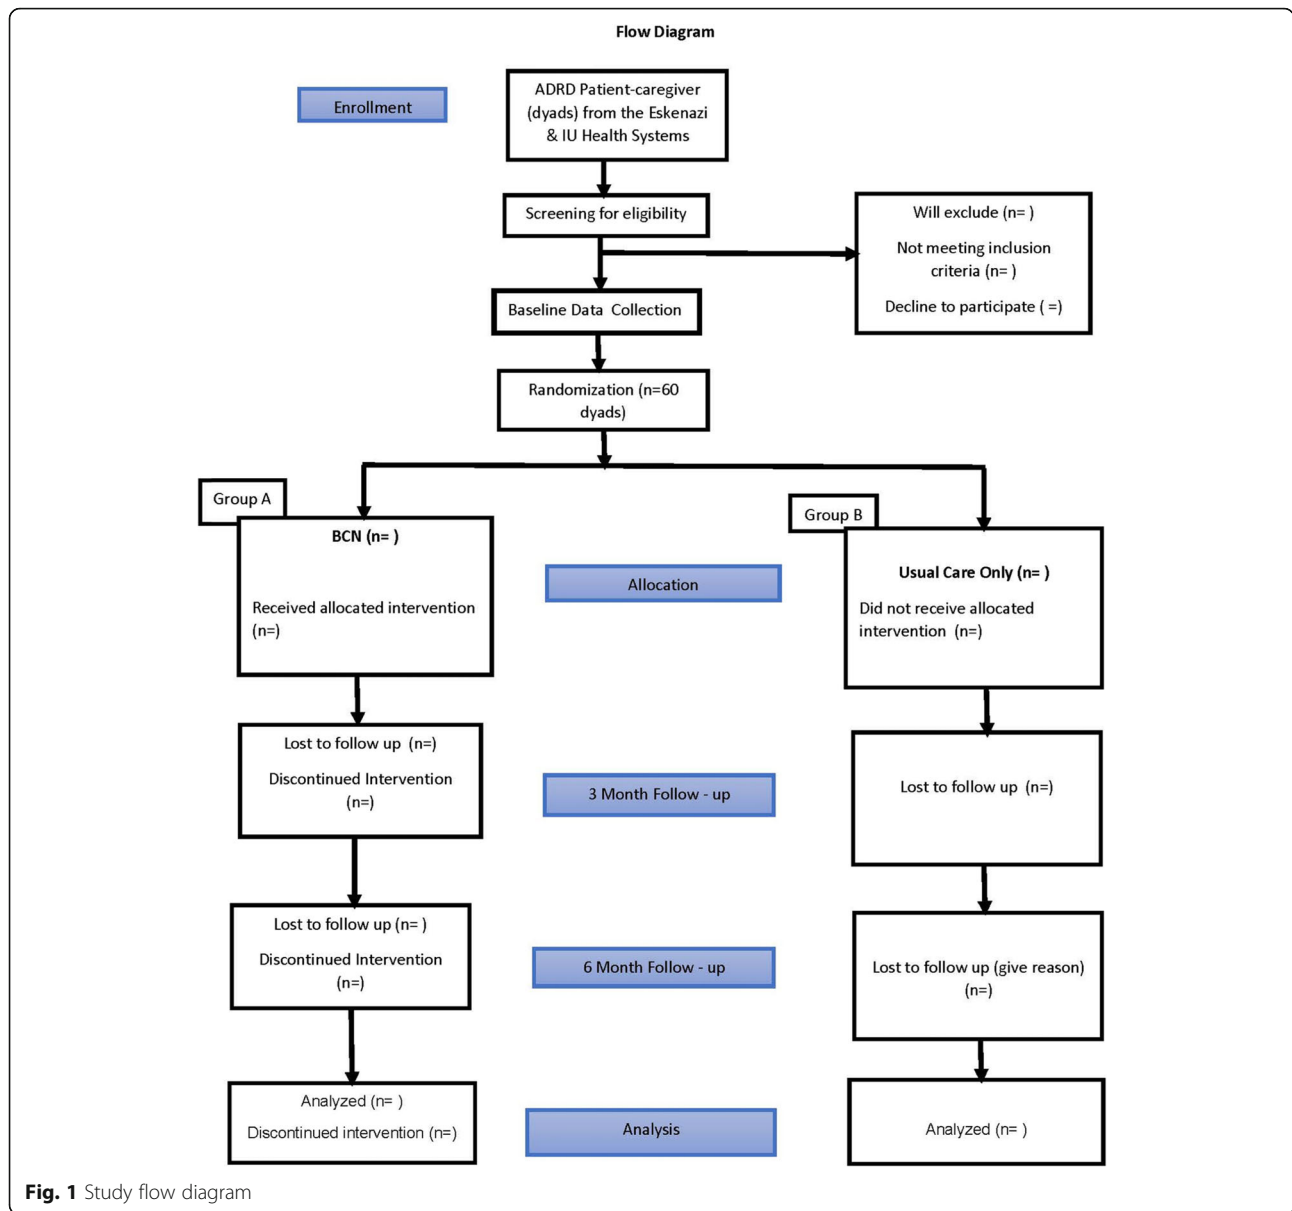 Flow Diagram
Enrollment
ADRD Patient-caregiver
(dyads) from the Eskenazi
& IU Health Systems
Screening for eligibility
Will exclude (n= )
Not meeting inclusion
criteria (n= )
Decline to participate ( =)
Baseline Data Collection
Randomization (n=60
dyads)
Group A
BCN (n= )
Received allocated intervention
(n=)
Allocation
Group B
Usual Care Only (n= )
Did not receive allocated
intervention (n=)
Lost to follow up (n=)
Discontinued Intervention
(n=)
3 Month Follow - up
Lost to follow up (n=)
Lost to follow up (n= )
Discontinued Intervention
(n=)
6 Month Follow - up
Lost to follow up (give reason)
(n=)
Analyzed (n= )
Discontinued intervention (n=)
Analysis
Analyzed (n= )
Fig. 1 Study flow diagram